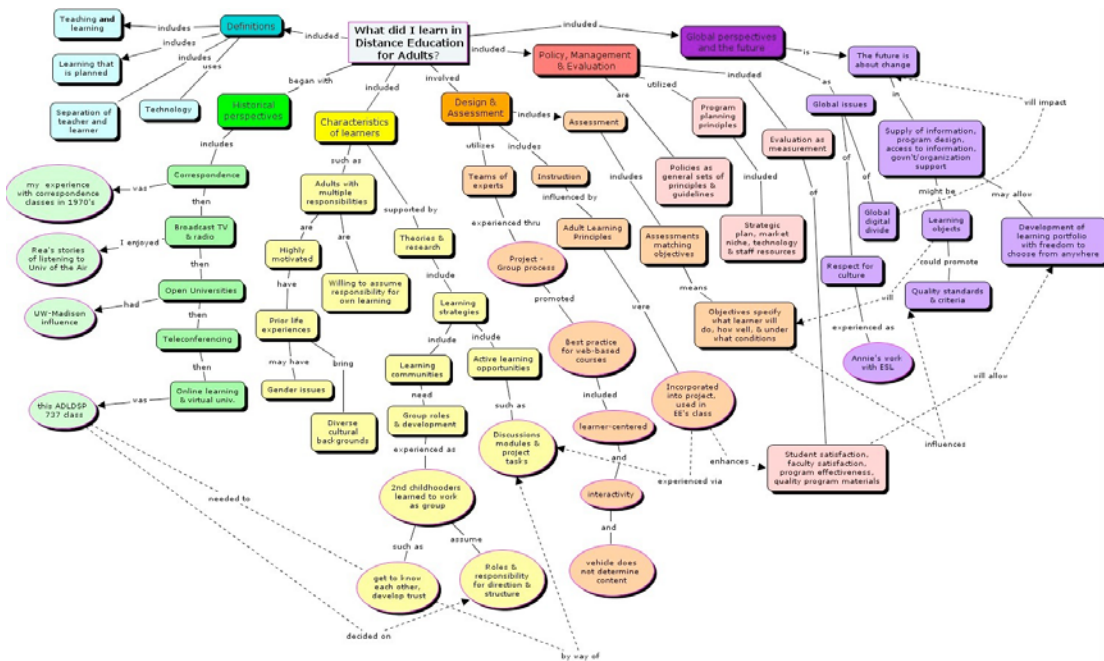 What did I learn in
Distance Education
for Adults?
included
Definitions
includes
Teaching and
learning
includes
Learning that
is planned
includes
Separation of
teacher and
learner
uses
Technology
began with
Historical
perspectives
includes
Correspondence
was
my experience
with correspondence
classes in 1970's
then
Broadcast TV
& radio
I enjoyed
Rea's stories
of listening to
Univ of the Air
then
Open Universities
had
UW-Madison
influence
then
Teleconferencing
then
Online learning
& virtual univ.
was
this ADLDSP
737 class
needed to
decided on
included
Characteristics
of learners
such as
Adults with
multiple
responsibilities
are
Highly
motivated
have
Prior life
experiences
may have
Gender issues
bring
Diverse
cultural
backgrounds
are
Willing to assume
responsibility for
own learning
supported by
Theories &
research
include
Learning
strategies
include
Learning
communities
need
Group roles
& development
experienced as
2nd childhooders
learned to work
as group
such as
get to know
each other,
develop trust
assume
Roles &
responsibility
for direction &
structure
by way of
include
Active learning
opportunities
such as
Discussions
modules &
project
tasks
involved
Design &
Assessment
utilizes
Teams of
experts
experienced thru
Project -
Group process
promoted
Best practice
for web-based
courses
included
learner-centered
and
interactivity
and
vehicle does
not determine
content
includes
Instruction
influenced by
Adult Learning
Principles
were
Incorporated
into project,
used in
EE's class
experienced via
enhances
includes
Assessment
includes
Assessments
matching
objectives
means
Objectives specify
what learner will
do, how well, & under
what conditions
influences
included
Policy, Management
& Evaluation
are
Policies as
general sets of
principles &
guidelines
utilized
Program
planning
principles
included
Strategic
plan, market
niche, technology
& staff resources
included
Evaluation as
measurement
of
Student satisfaction,
faculty satisfaction,
program effectiveness,
quality program materials
will allow
included
Global perspectives
and the future
as
Global issues
of
Respect for
culture
experienced as
Annie's work
with ESL
of
Global
digital
divide
will impact
is
The future is
about change
in
Supply of information,
program design,
access to information,
govn't/organization
support
might be
Learning
objects
will
could promote
Quality standards
& criteria
may allow
Development of
learning portfolio
with freedom to
choose from anywhere